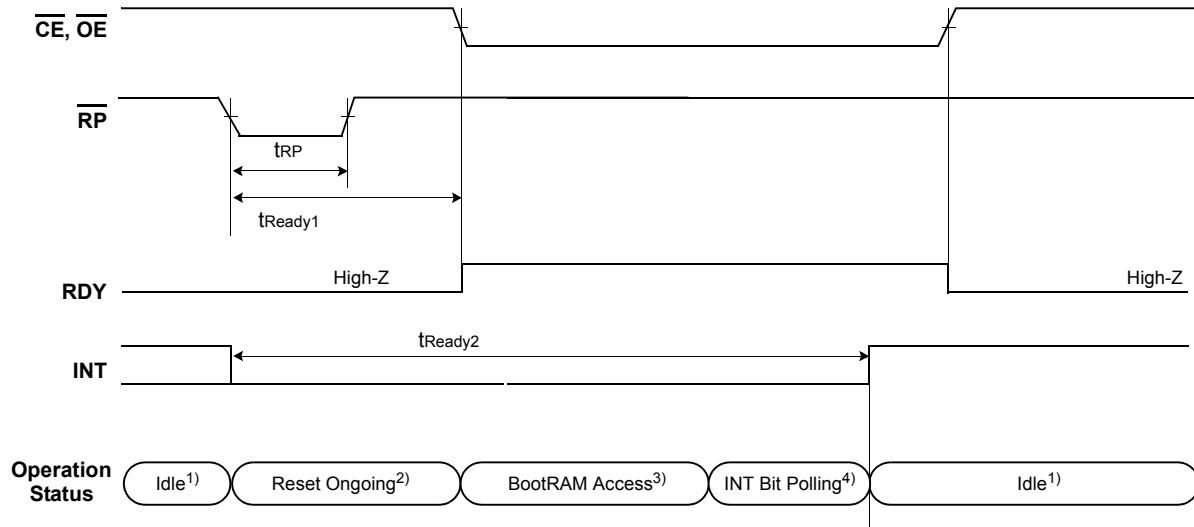 CE, OE
RP
tRP
tReady1
High-Z
High-Z
RDY
tReady2
INT
Operation
Status
Idle1)
Reset Ongoing2)
BootRAM Access3)
INT Bit Polling4)
Idle1)